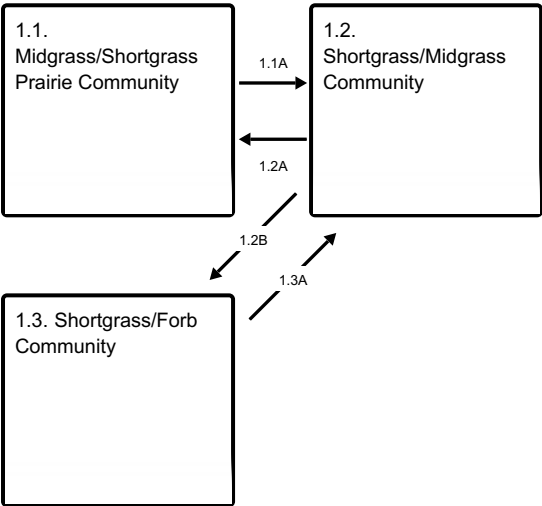 1.1.
Midgrass/Shortgrass
Prairie Community
1.1A
1.2.
Shortgrass/Midgrass
Community
1.2A
1.2B
1.3A
1.3. Shortgrass/Forb
Community